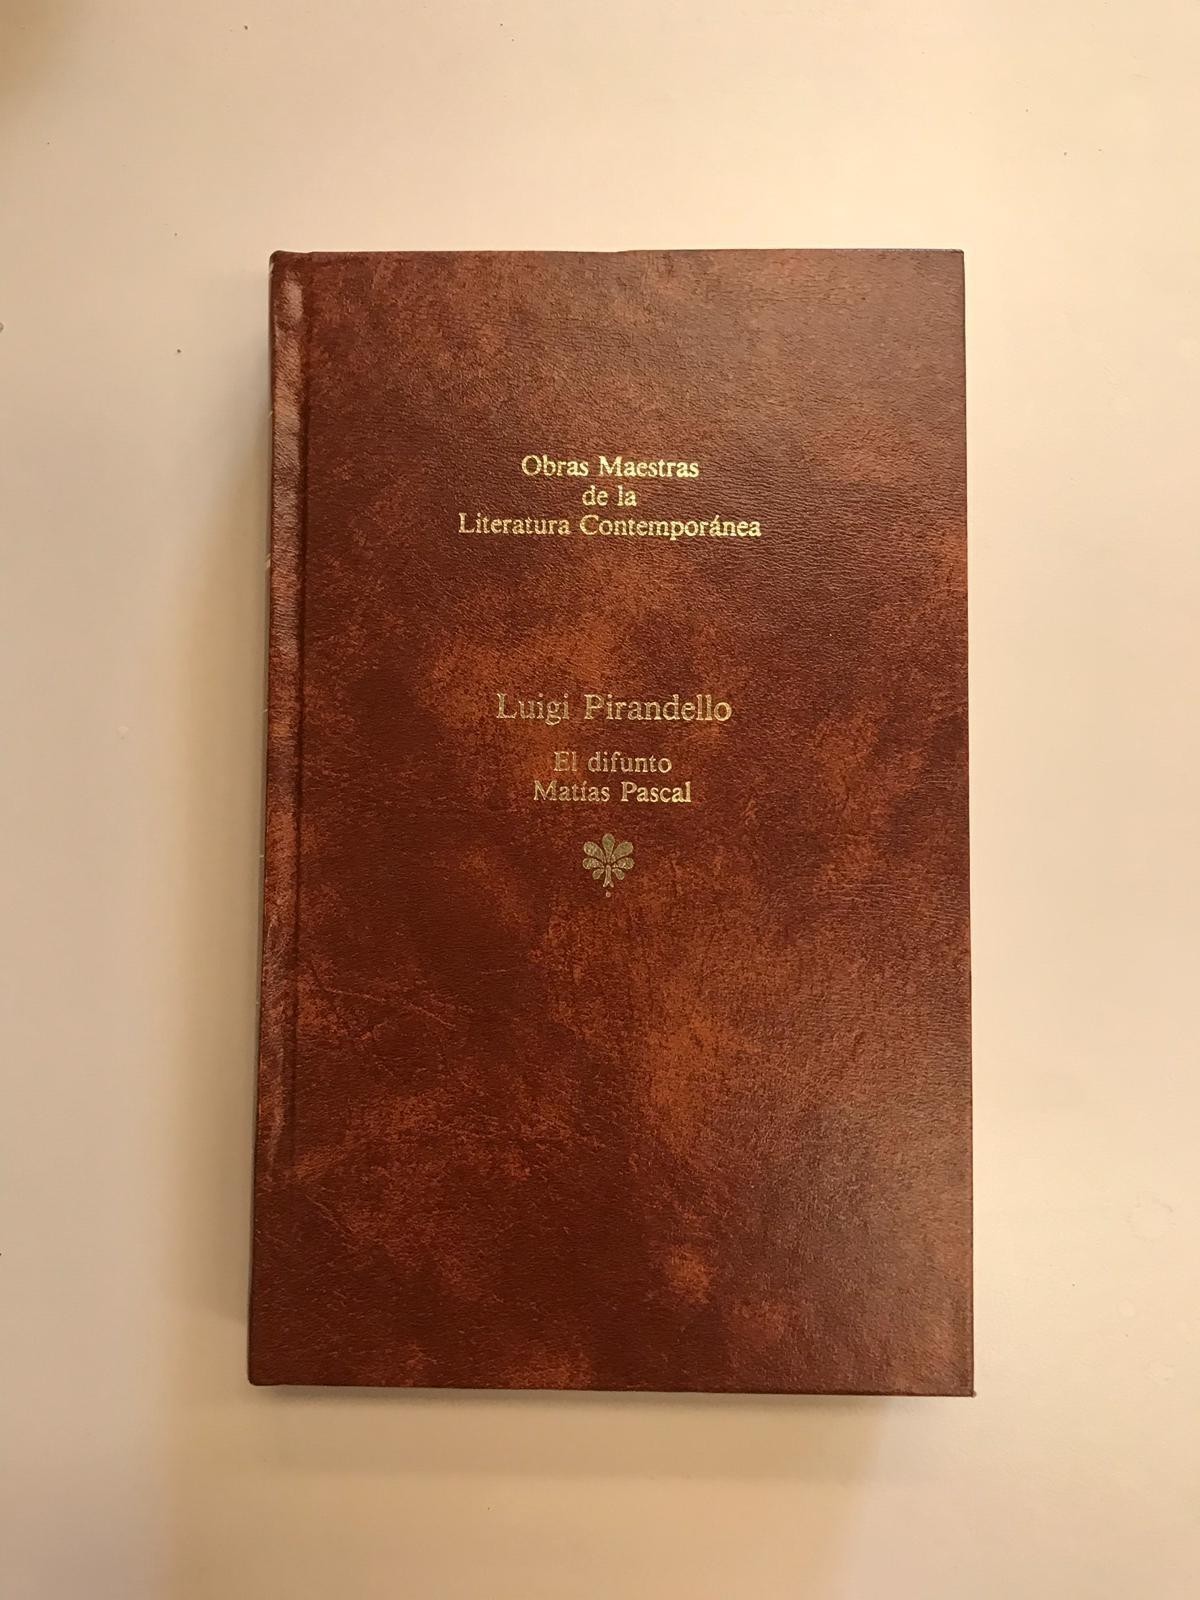 Obras Maestras
de la
Literatura Contemporánea
Luigi Pirandello
El difunto
Matías Pascal